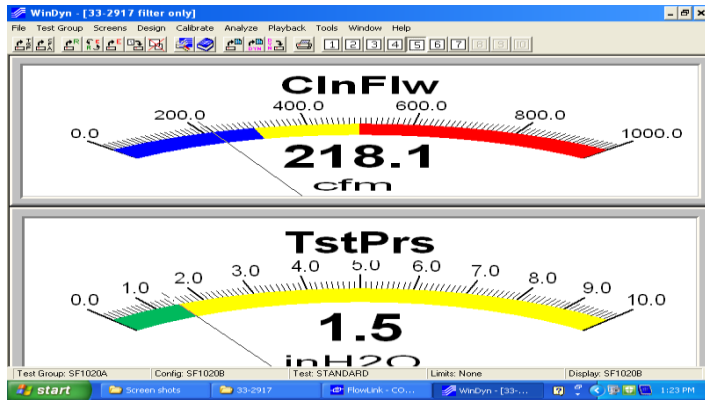 WinDyn - [33-2917 filter only]
File Test Group Screens Design Calibrate Analyze Playback Tools Window Help
1 2 3 4 5 6 7 8 9 10
ClnFlw
0.0 200.0 400.0 600.0 800.0 1000.0
218.1
cfm
TstPrs
0.0 1.0 2.0 3.0 4.0 5.0 6.0 7.0 8.0 9.0 10.0
1.5
inH2O
Test Group: SF1020A Config: SF1020B Test: STANDARD Limits: None Display: SF1020B
start Screen shots 33-2917 FlowLink - CO... WinDyn - [33-... 1:23 PM